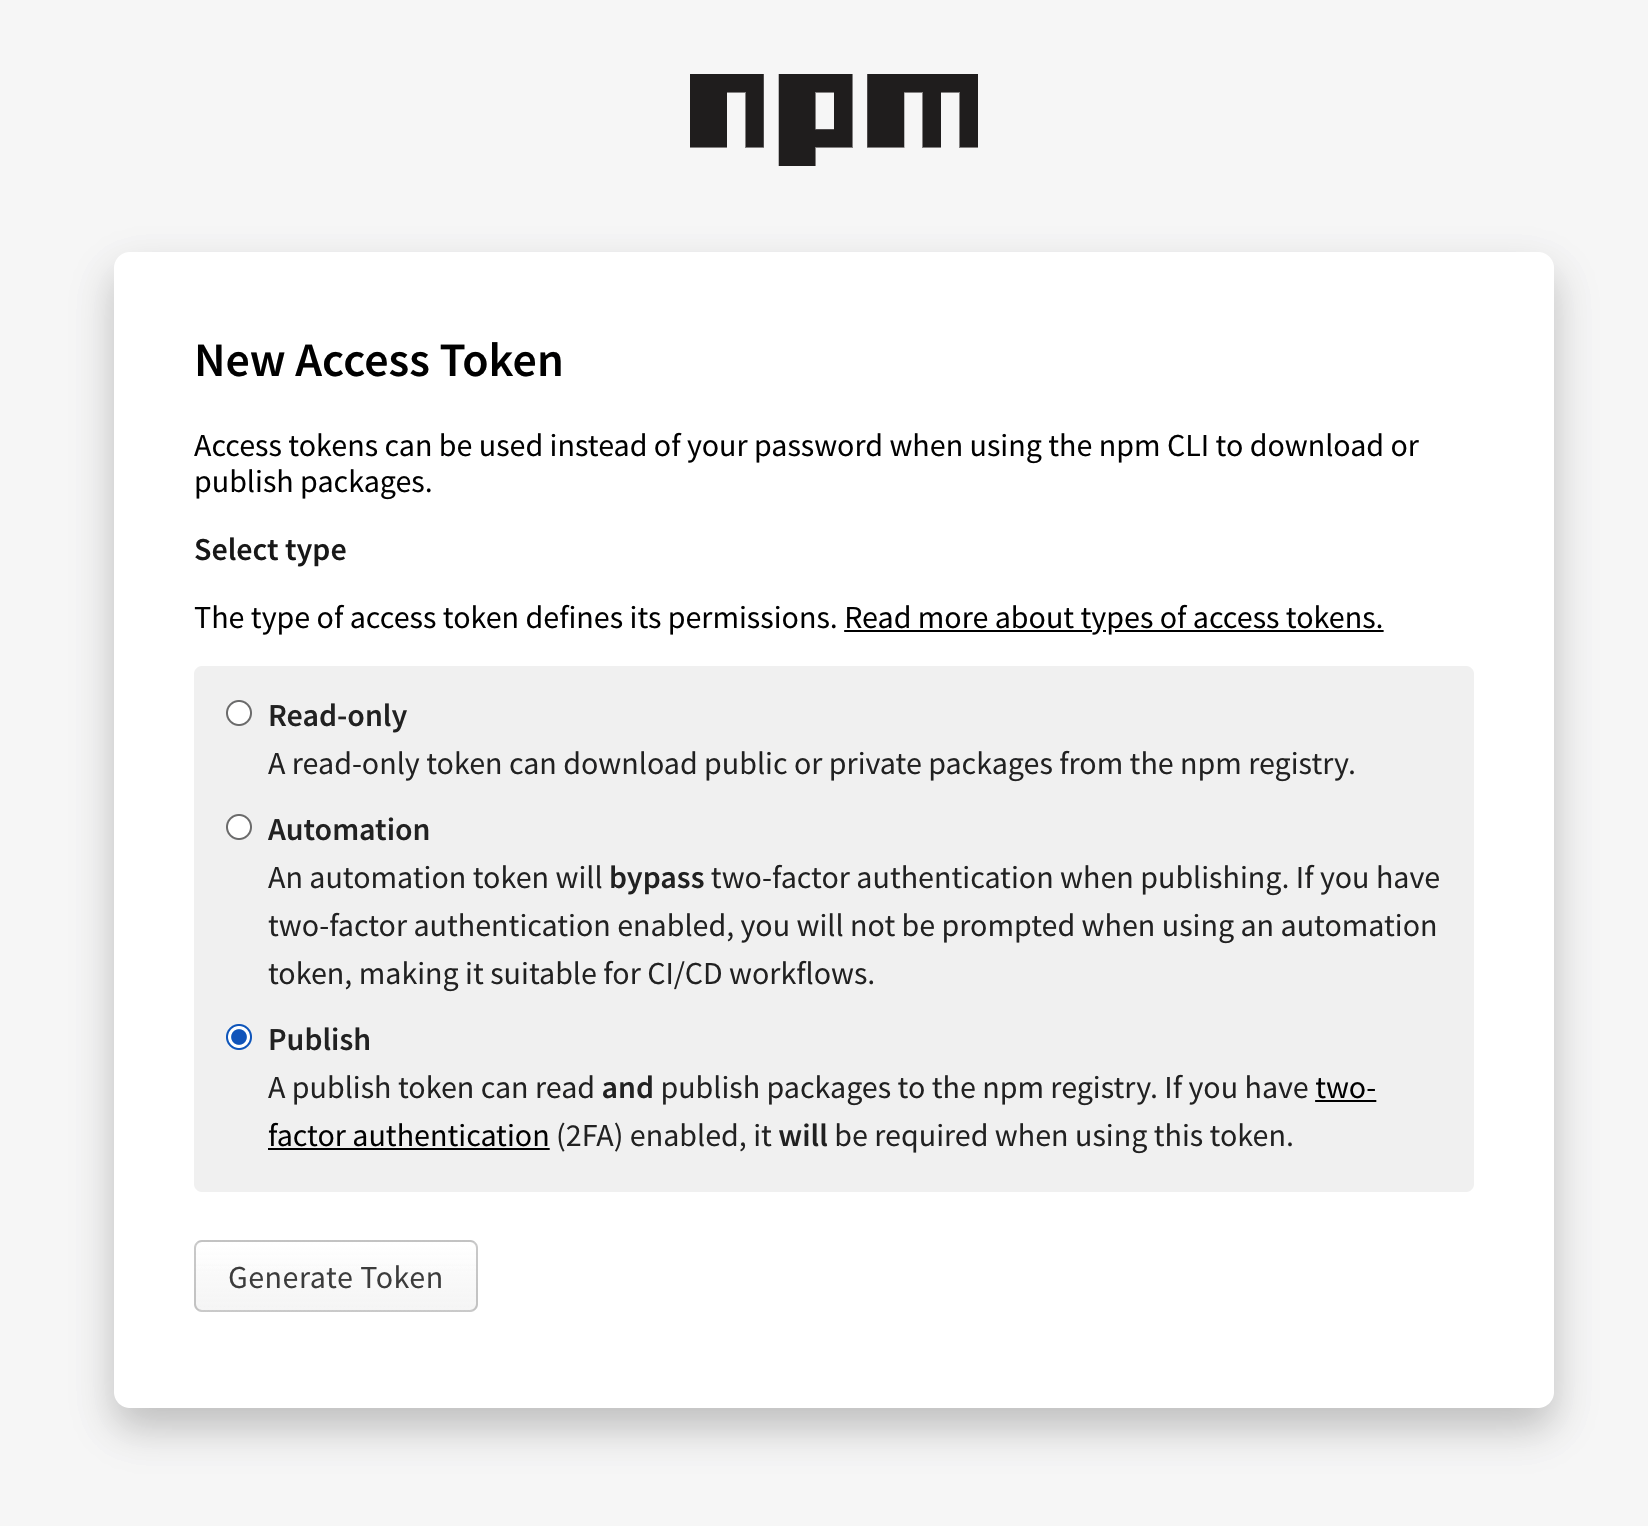 npm
New Access Token
Access tokens can be used instead of your password when using the npm CLI to download or
publish packages.
Select type
The type of access token defines its permissions. Read more about types of access tokens.
Read-only
A read-only token can download public or private packages from the npm registry.
Automation
An automation token will bypass two-factor authentication when publishing. If you have
two-factor authentication enabled, you will not be prompted when using an automation
token, making it suitable for CI/CD workflows.
Publish
A publish token can read and publish packages to the npm registry. If you have two-
factor authentication (2FA) enabled, it will be required when using this token.
Generate Token